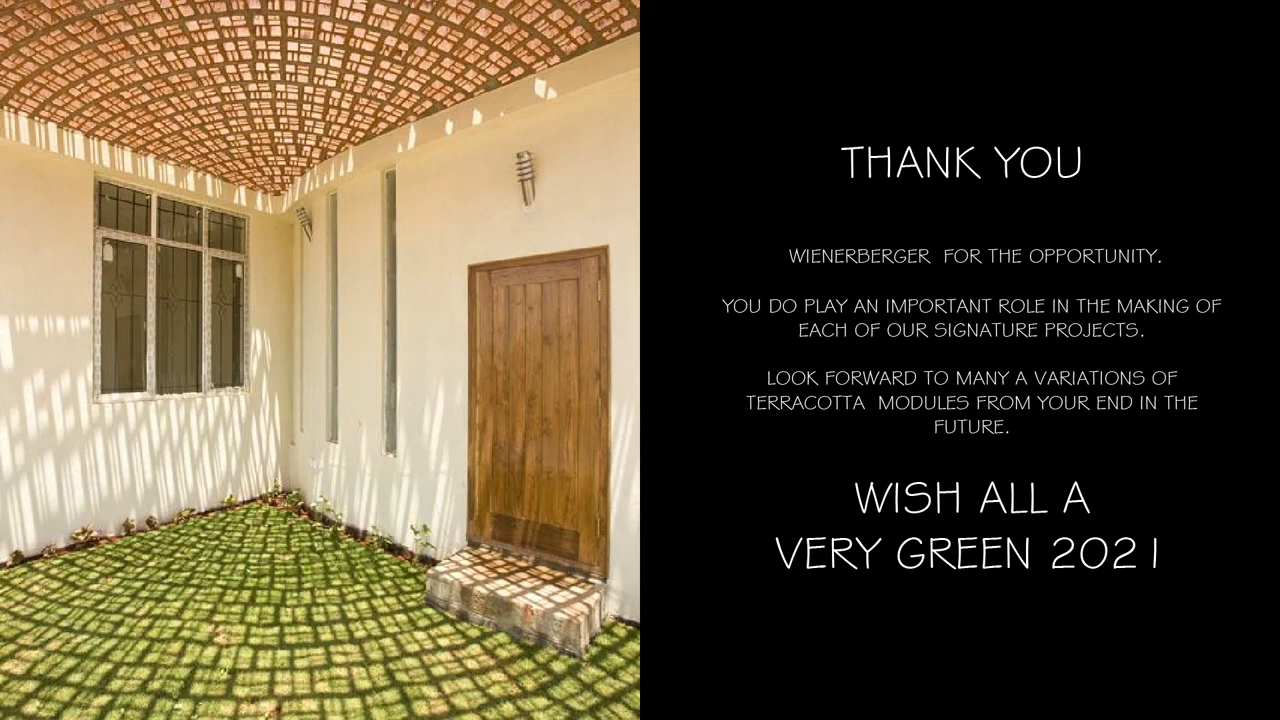 THANK YOU
WIENERBERGER FOR THE OPPORTUNITY.
YOU DO PLAY AN IMPORTANT ROLE IN THE MAKING OF
EACH OF OUR SIGNATURE PROJECTS.
LOOK FORWARD TO MANY A VARIATIONS OF
TERRACOTTA MODULES FROM YOUR END IN THE
FUTURE.
WISH ALL A
VERY GREEN 2021